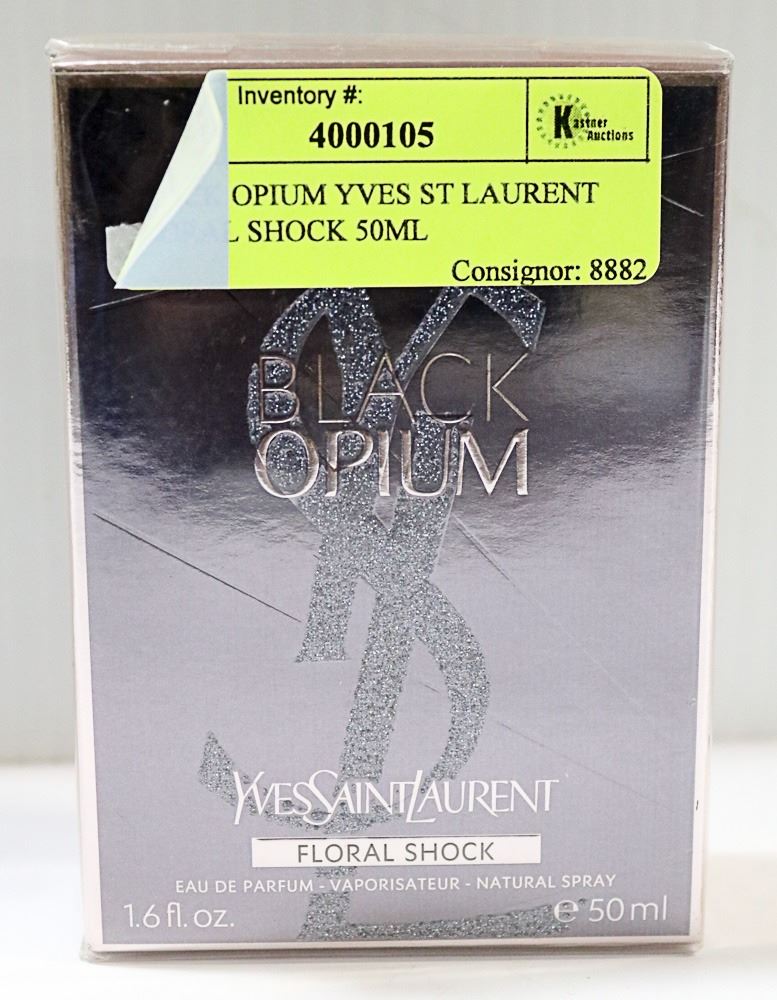 Inventory #:
4000105
Kastner
Auctions
OPIUM YVES ST LAURENT
L SHOCK 50ML
Consignor: 8882
BLACK
OPIUM
YVESSAINTLAURENT
FLORAL SHOCK
EAU DE PARFUM - VAPORISATEUR - NATURAL SPRAY
1.6 fl. oz. ℮ 50 ml